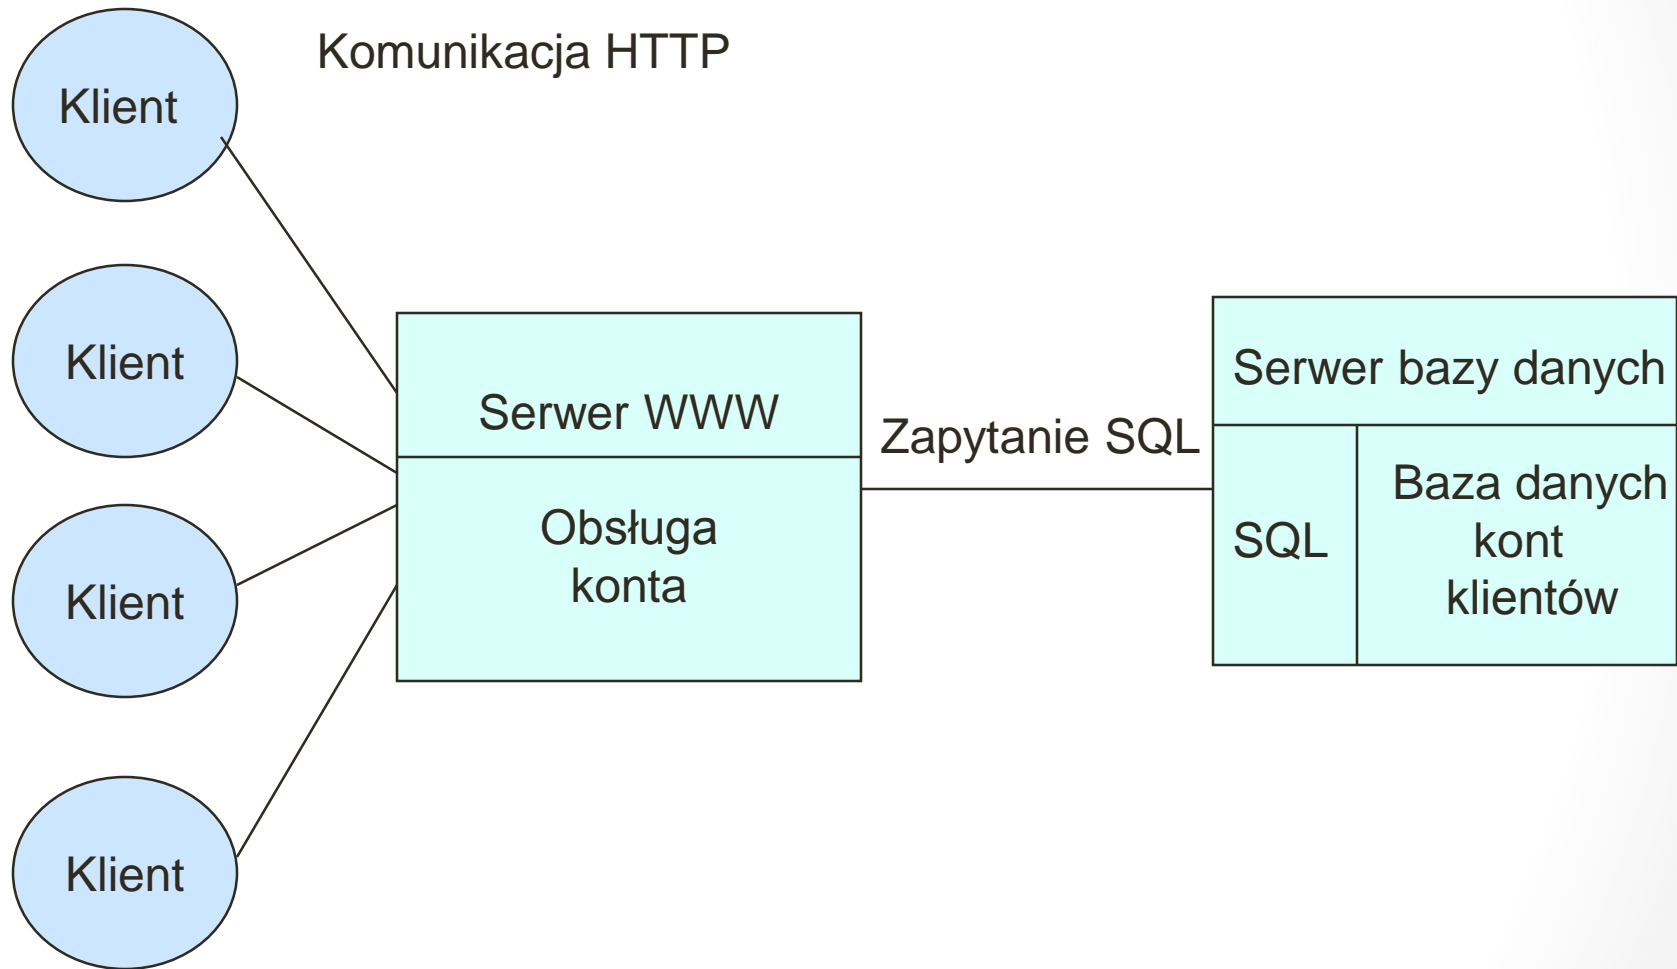 Komunikacja HTTP
Klient
Klient
Klient
Klient
Serwer WWW
Obsługa
konta
Zapytanie SQL
Serwer bazy danych
SQL
Baza danych
kont
klientów